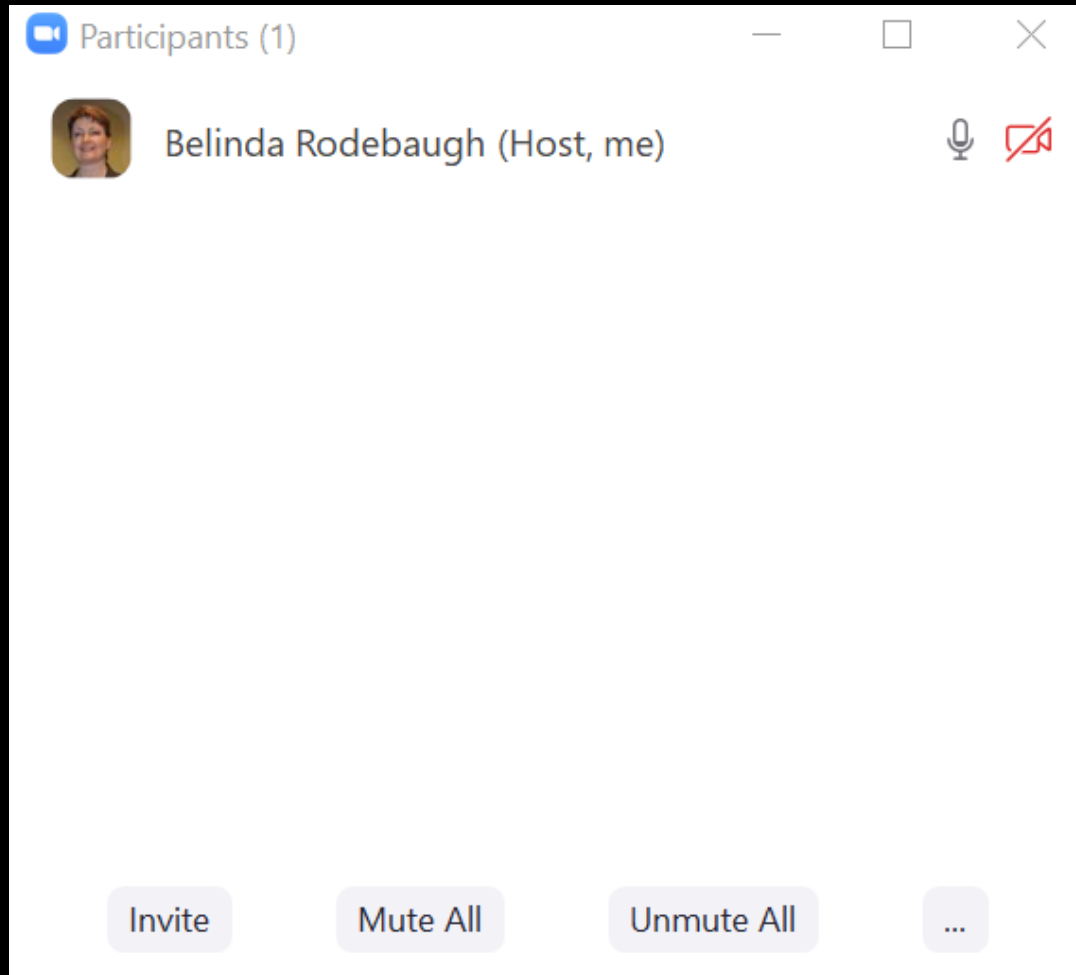 Participants (1)
Belinda Rodebaugh (Host, me)
Invite Mute All Unmute All ...